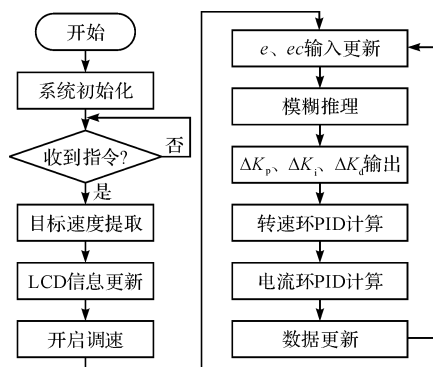 开始
系统初始化
收到指令?
否
是
目标速度提取
LCD信息更新
开启调速
e、ec输入更新
模糊推理
ΔKp、ΔKi、ΔKd输出
转速环PID计算
电流环PID计算
数据更新